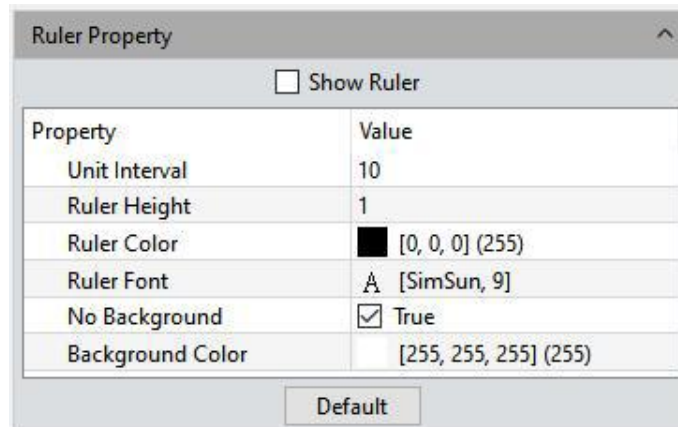 Ruler Property
Show Ruler
Property Value
Unit Interval 10
Ruler Height 1
Ruler Color [0, 0, 0] (255)
Ruler Font A [SimSun, 9]
No Background True
Background Color [255, 255, 255] (255)
Default